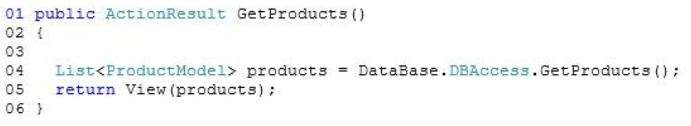 01 public ActionResult GetProducts()
02 {
03
04 List<ProductModel> products = DataBase.DBAccess.GetProducts();
05 return View(products);
06 }